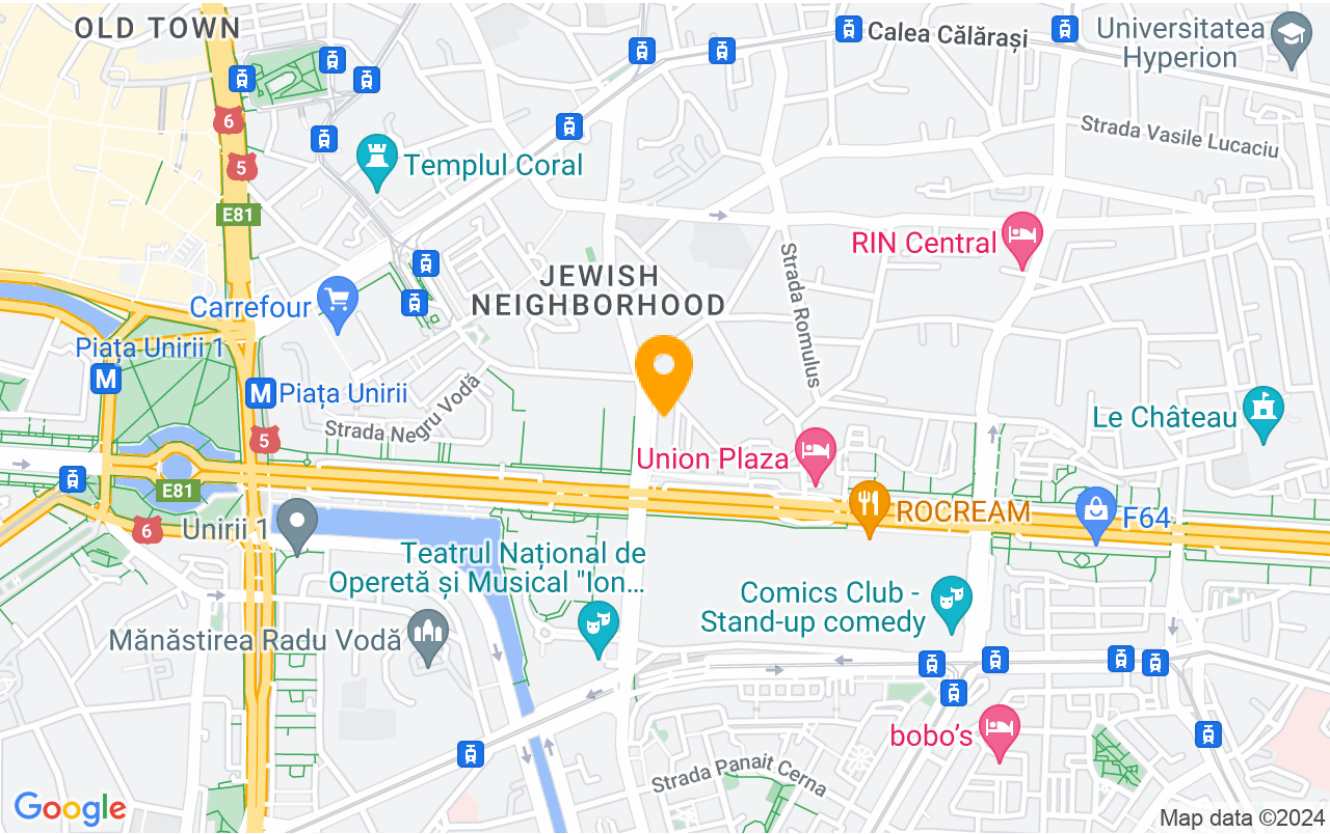 OLD TOWN
Calea Călărași
Universitatea
Hyperion
6
Strada Vasile Lucaciu
5
Templul Coral
E81
RIN Central
JEWISH
NEIGHBORHOOD
Strada Romulus
Carrefour
Piața Unirii 1
M
M Piața Unirii
Strada Negru Vodă
Le Château
5
Union Plaza
E81
ROCREAM
F64
6
Unirii 1
Teatrul Național de
Operetă și Musical "Ion...
Comics Club -
Stand-up comedy
Mănăstirea Radu Vodă
bobo's
Strada Panait Cerna
Google
Map data ©2024